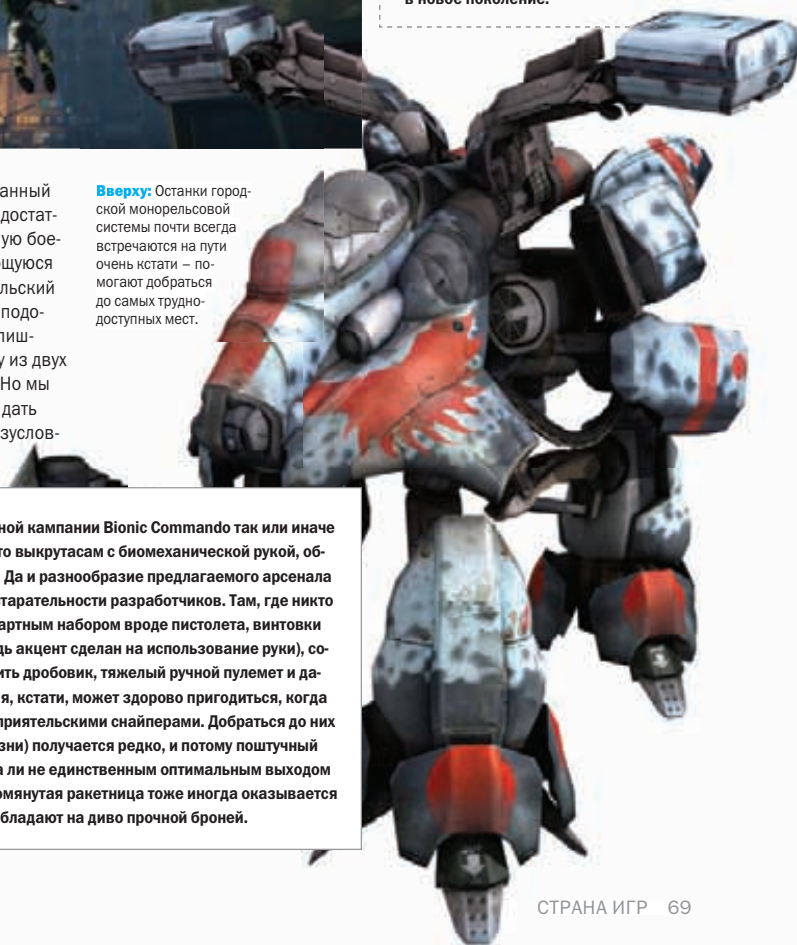 в новое поколение.
анный
достат-
ую бое-
щуюся
льский
подо-
лиш-
у из двух
Но мы
дать
зуслов-
Вверху: Останки город-
ской монорельсовой
системы почти всегда
встречаются на пути
очень кстати – по-
могают добраться
до самых трудно-
доступных мест.
ной кампании Bionic Commando так или иначе
то выкрутасам с биомеханической рукой, об-
Да и разнообразие предлагаемого арсенала
тарательности разработчиков. Там, где никто
артным набором вроде пистолета, винтовки
дь акцент сделан на использование руки), со-
ить дробовик, тяжелый ручной пулемет и да-
я, кстати, может здорово пригодиться, когда
приятельскими снайперами. Добраться до них
зни) получается редко, и потому поштучный
а ли не единственным оптимальным выходом
омянутая ракетница тоже иногда оказывается
бладают на диво прочной броней.
СТРАНА ИГР 69